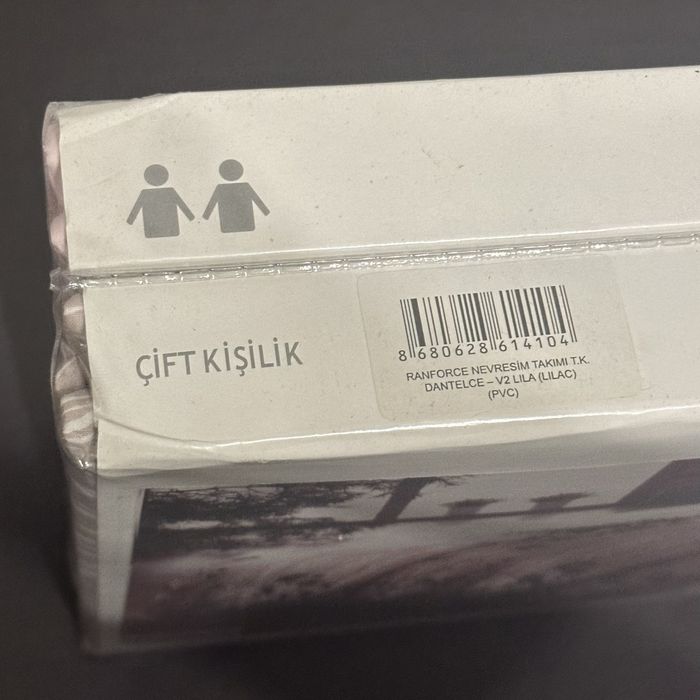 ÇİFT KİŞİLİK
8 680628 614104
RANFORCE NEVRESİM TAKIMI T.K.
DANTELCE – V2 LILA (LILAC)
(PVC)